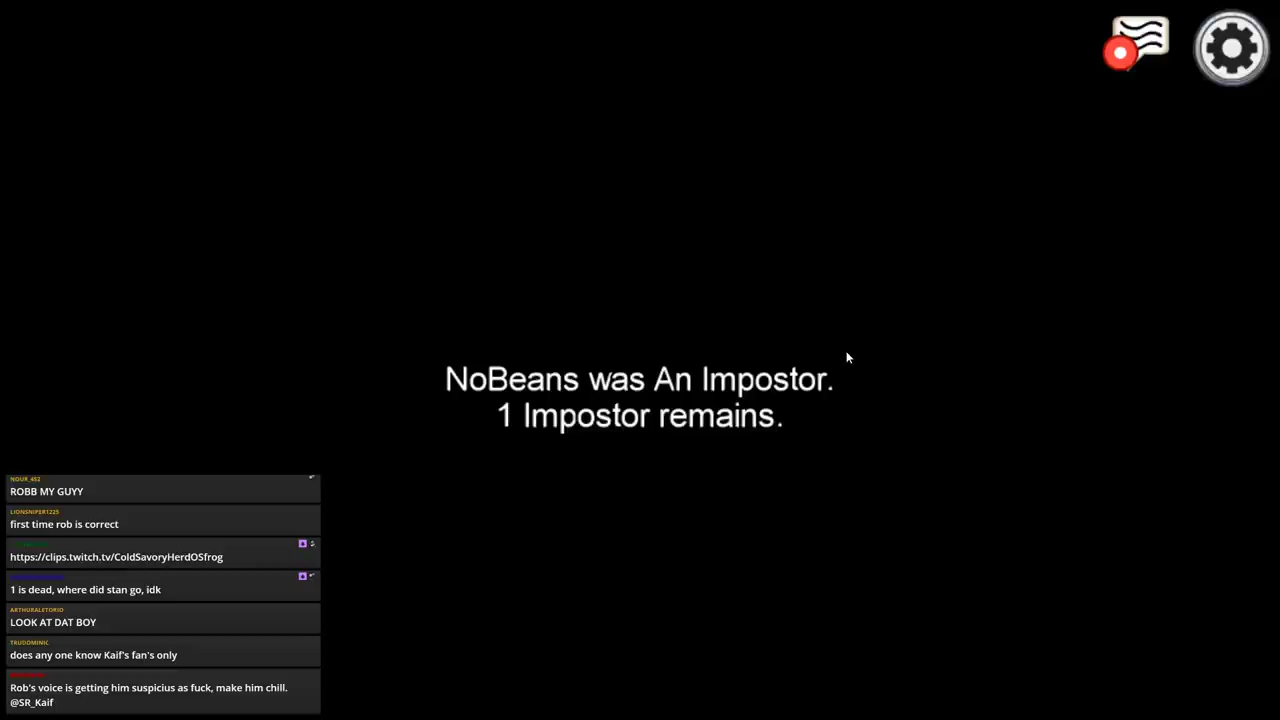 NoBeans was An Impostor.
1 Impostor remains.
NOUR_452
ROBB MY GUYY
LIONSNIPER1225
first time rob is correct
https://clips.twitch.tv/ColdSavoryHerdOSfrog
1 is dead, where did stan go, idk
ARTHURALETORIO
LOOK AT DAT BOY
TRUDOMINIC
does any one know Kaif's fan's only
Rob's voice is getting him suspicius as fuck, make him chill.
@SR_Kaif